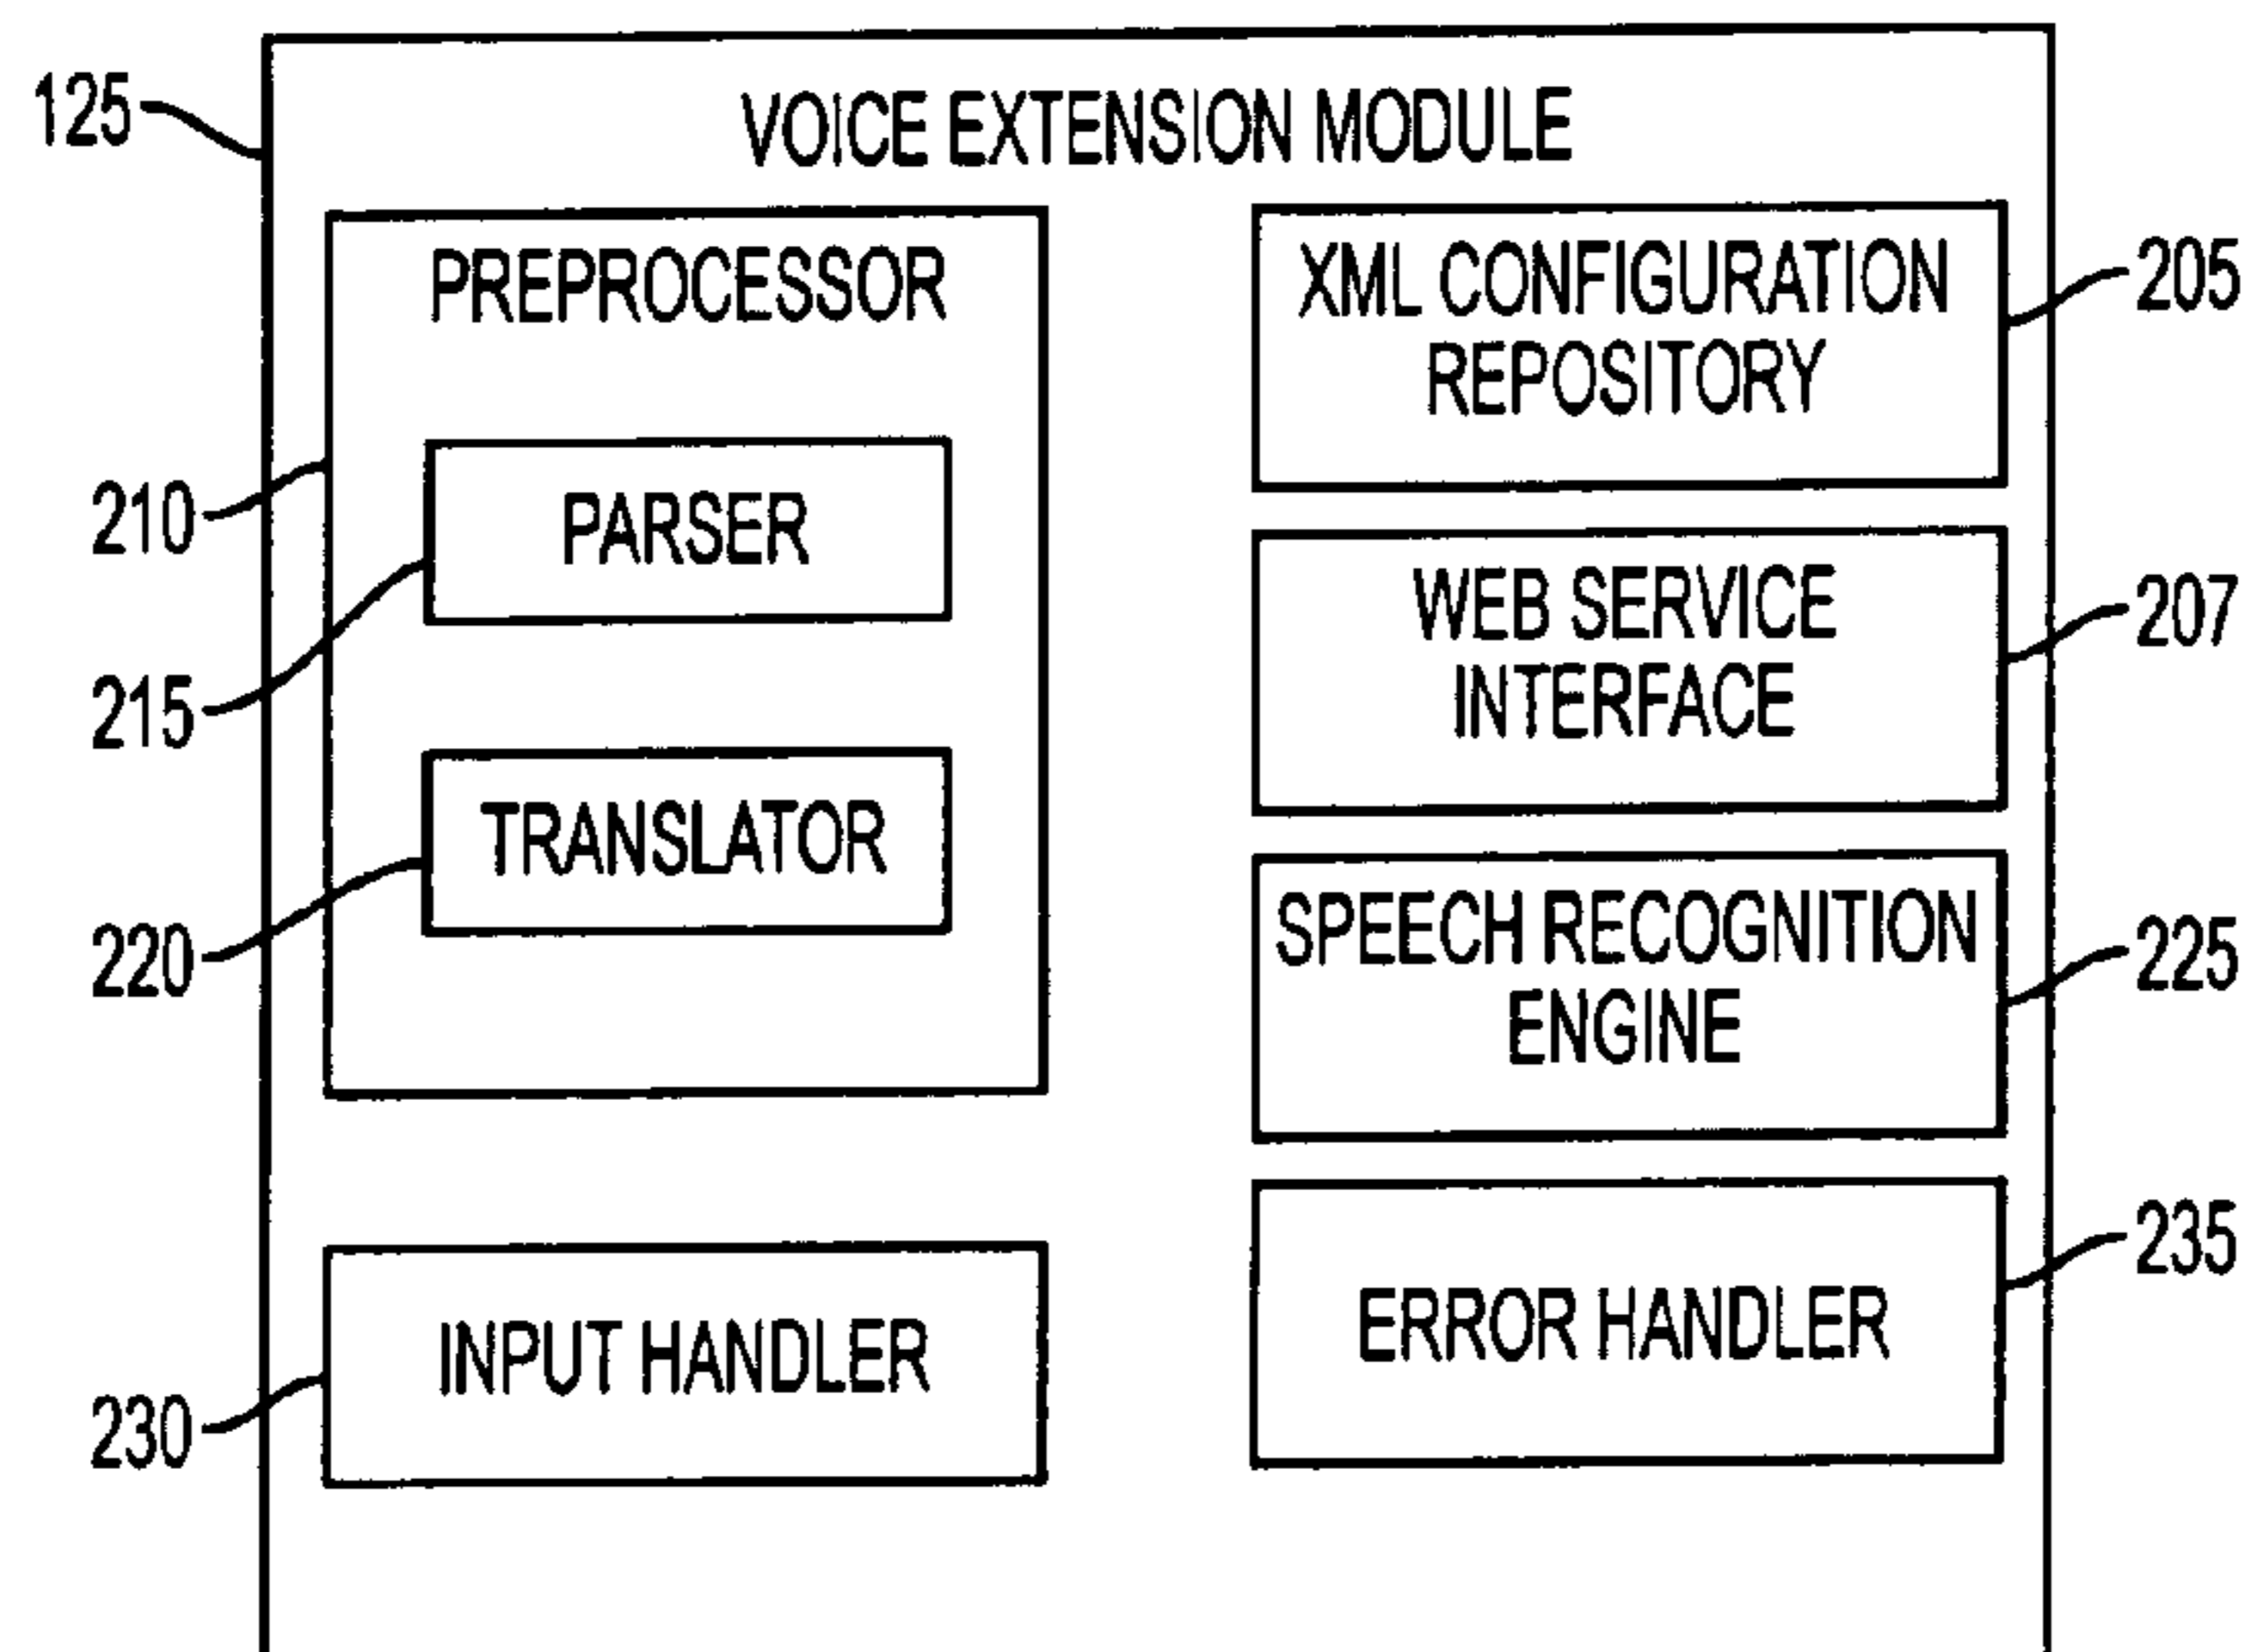 125
VOICE EXTENSION MODULE
PREPROCESSOR
210
PARSER
215
TRANSLATOR
220
INPUT HANDLER
230
XML CONFIGURATION
REPOSITORY
205
WEB SERVICE
INTERFACE
207
SPEECH RECOGNITION
ENGINE
225
ERROR HANDLER
235